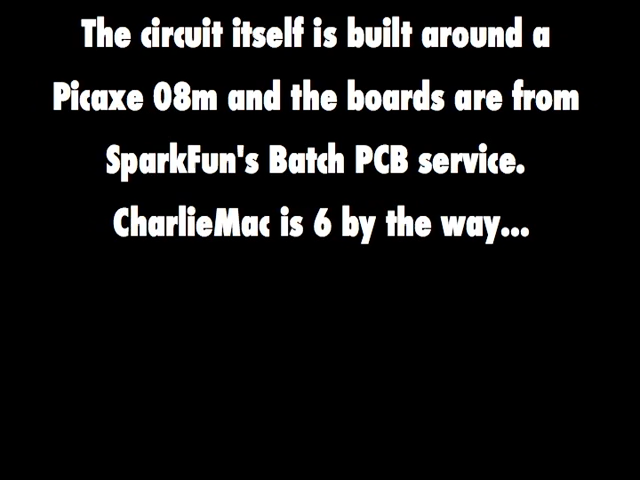 The circuit itself is built around a
Picaxe 08m and the boards are from
SparkFun's Batch PCB service.
CharlieMac is 6 by the way...